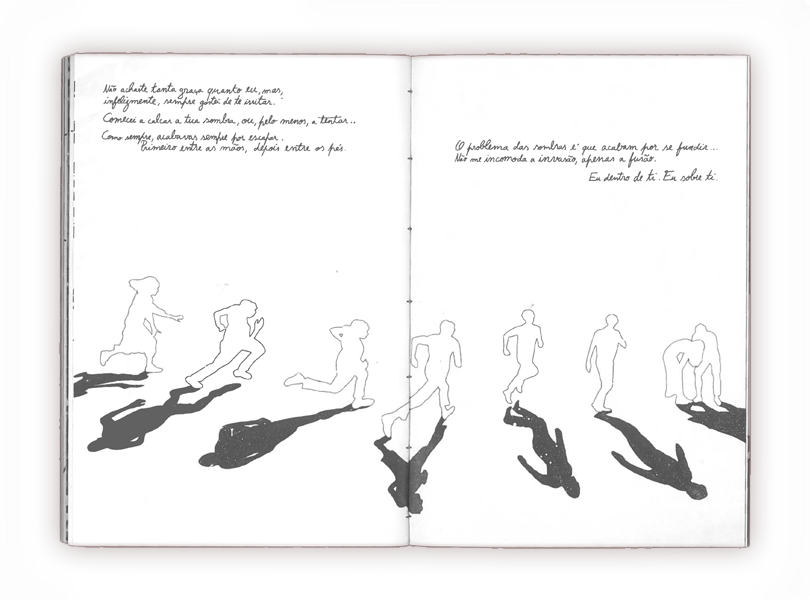 Não achaste tanta graça quanto eu, mas,
infelizmente, sempre gostei de te irritar.
Comecei a calcar a tua sombra, ou, pelo menos, a tentar...
Como sempre, acabavas sempre por escapar.
Primeiro entre as mãos, depois entre os pés.
O problema das sombras é que acabam por se fundir...
Não me incomoda a invasão, apenas a fusão.
Eu dentro de ti. Eu sobre ti.